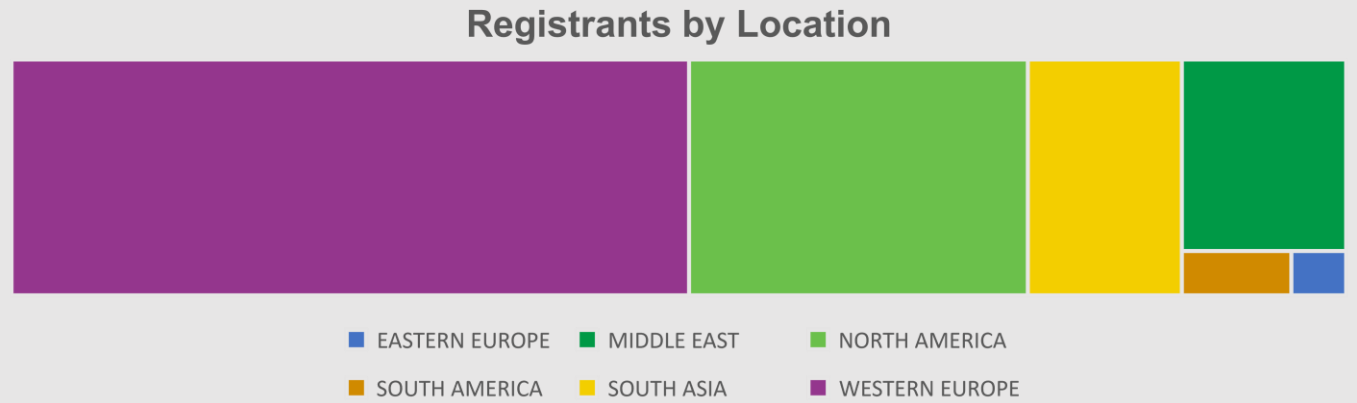 Registrants by Location
EASTERN EUROPE MIDDLE EAST NORTH AMERICA
SOUTH AMERICA SOUTH ASIA WESTERN EUROPE